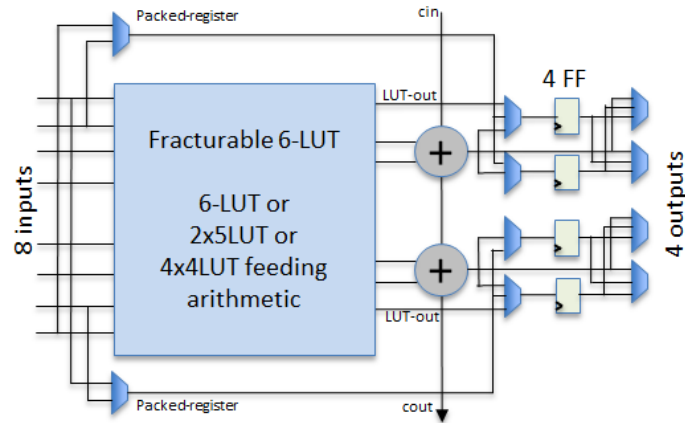 Packed-register
cin
LUT-out
4 FF
Fracturable 6-LUT
+
8 inputs
6-LUT or
2x5LUT or
4x4LUT feeding
arithmetic
4 outputs
+
LUT-out
Packed-register
cout